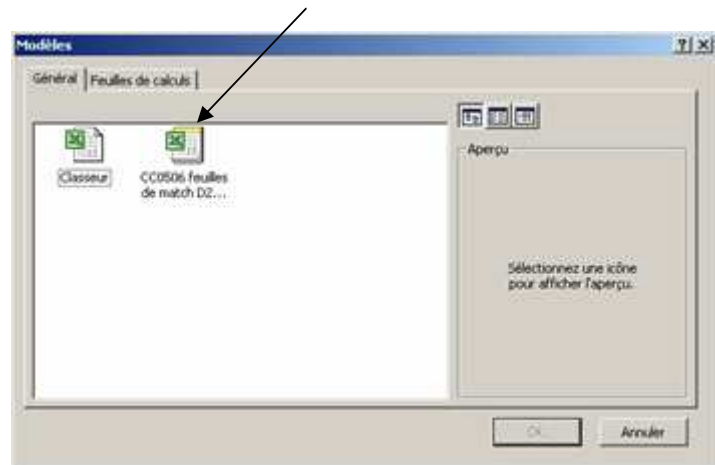 Modèles
Général
Feuilles de calculs
Classeur
CC0506 feuilles
de match D2...
Aperçu
Sélectionnez une icône
pour afficher l'aperçu.
OK
Annuler